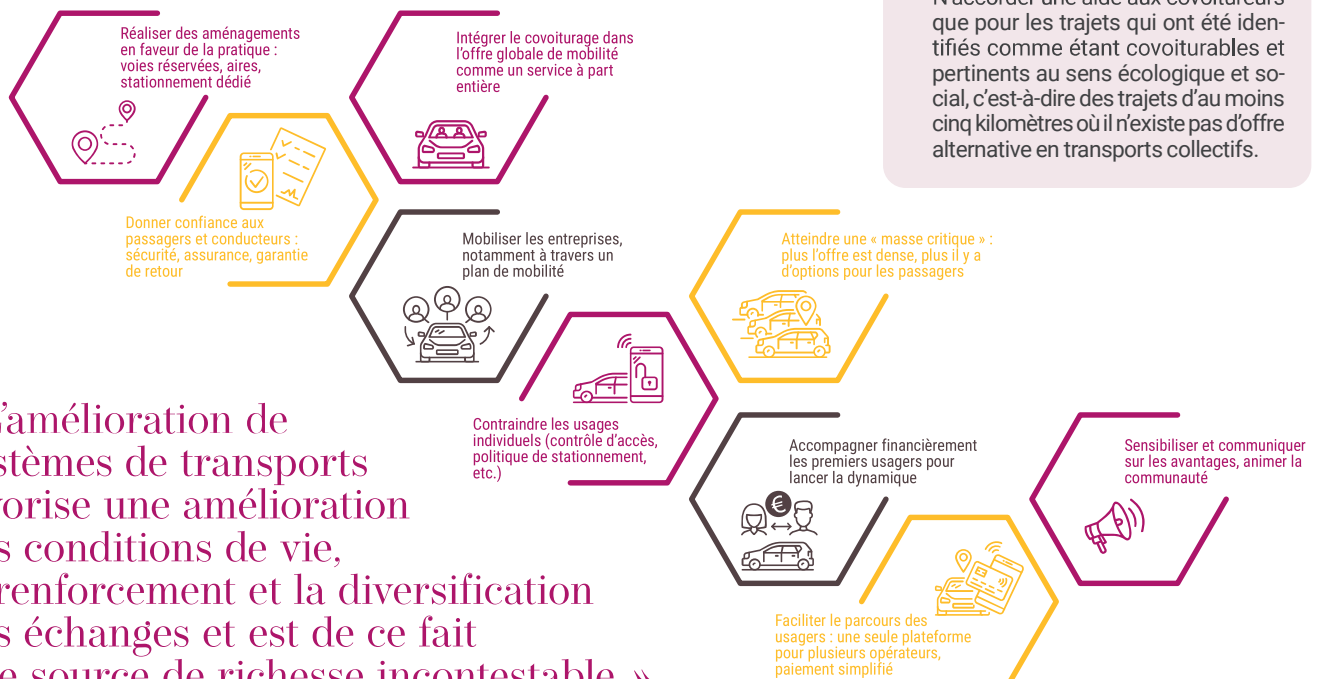 Réaliser des aménagements
en faveur de la pratique :
voies réservées, aires,
stationnement dédié
Intégrer le covoiturage dans
l'offre globale de mobilité
comme un service à part
entière
N'accorder une aide aux covoitureurs
que pour les trajets qui ont été iden-
tifiés comme étant covoiturables et
pertinents au sens écologique et so-
cial, c'est-à-dire des trajets d'au moins
cinq kilomètres où il n'existe pas d'offre
alternative en transports collectifs.
Donner confiance aux
passagers et conducteurs :
sécurité, assurance, garantie
de retour
Mobiliser les entreprises,
notamment à travers un
plan de mobilité
Atteindre une « masse critique » :
plus l'offre est dense, plus il y a
d'options pour les passagers
Contraindre les usages
individuels (contrôle d'accès,
politique de stationnement,
etc.)
Accompagner financièrement
les premiers usagers pour
lancer la dynamique
€
Sensibiliser et communiquer
sur les avantages, animer la
communauté
Faciliter le parcours des
usagers : une seule plateforme
pour plusieurs opérateurs,
paiement simplifié
'amélioration de
stèmes de transports
orise une amélioration
s conditions de vie,
renforcement et la diversification
s échanges et est de ce fait
e source de richesse incontestable. »